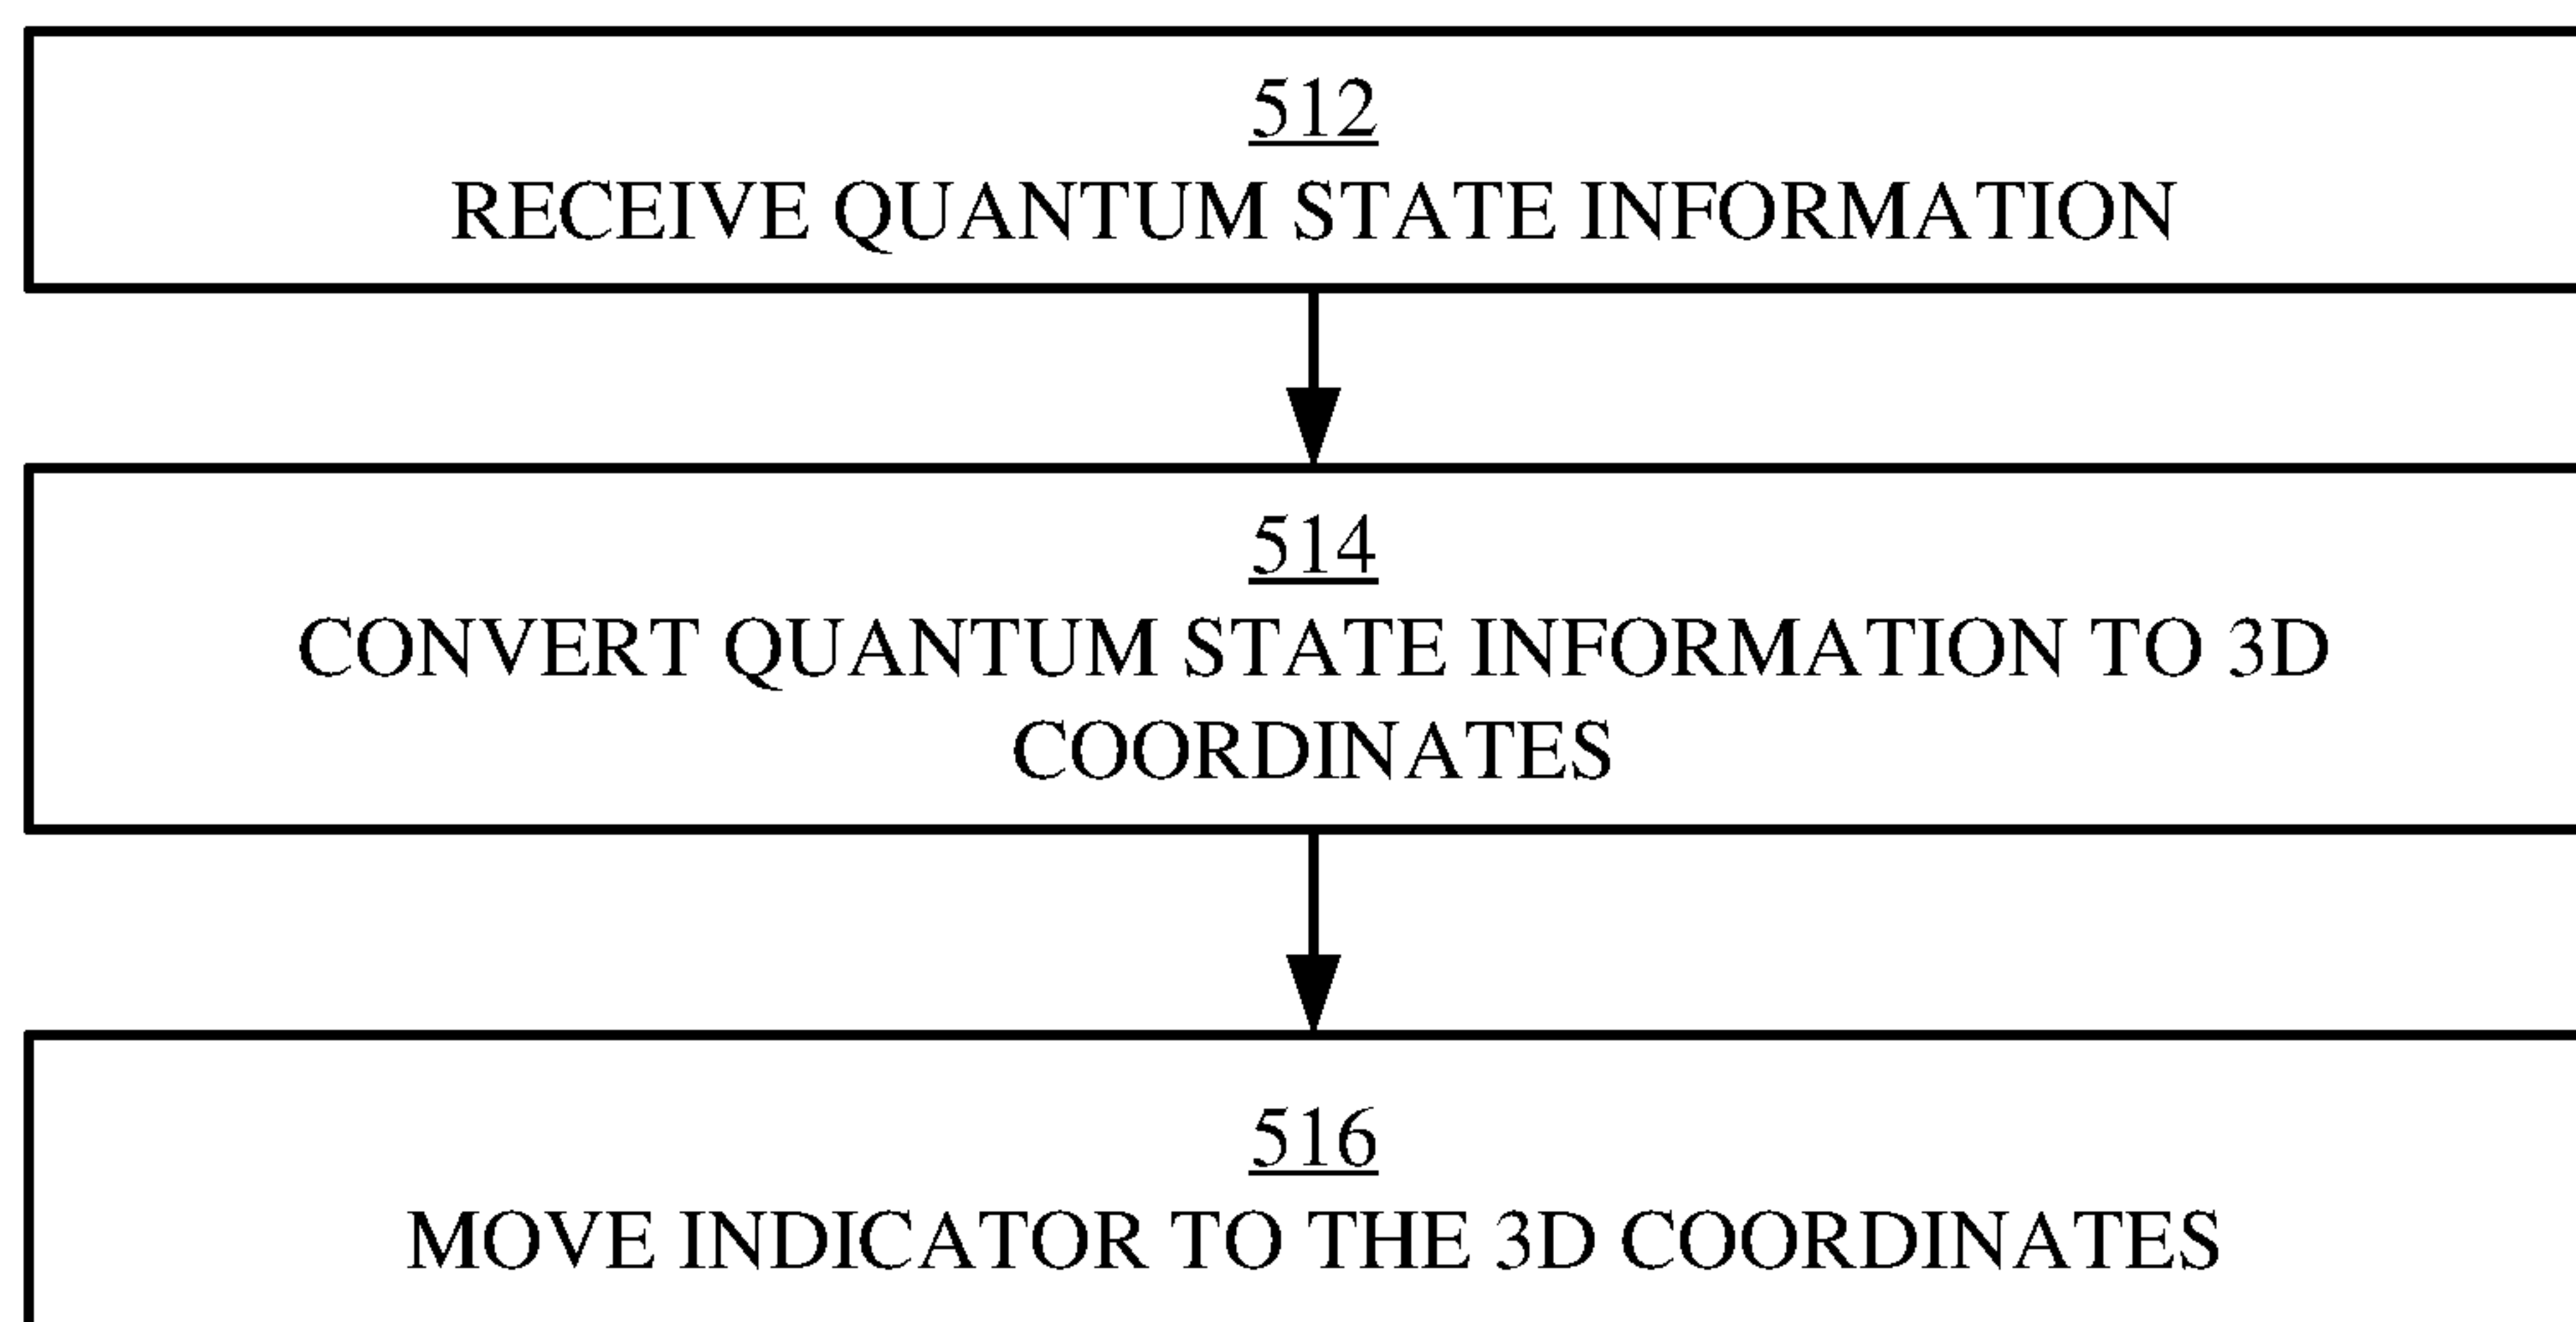 512
RECEIVE QUANTUM STATE INFORMATION
514
CONVERT QUANTUM STATE INFORMATION TO 3D
COORDINATES
516
MOVE INDICATOR TO THE 3D COORDINATES